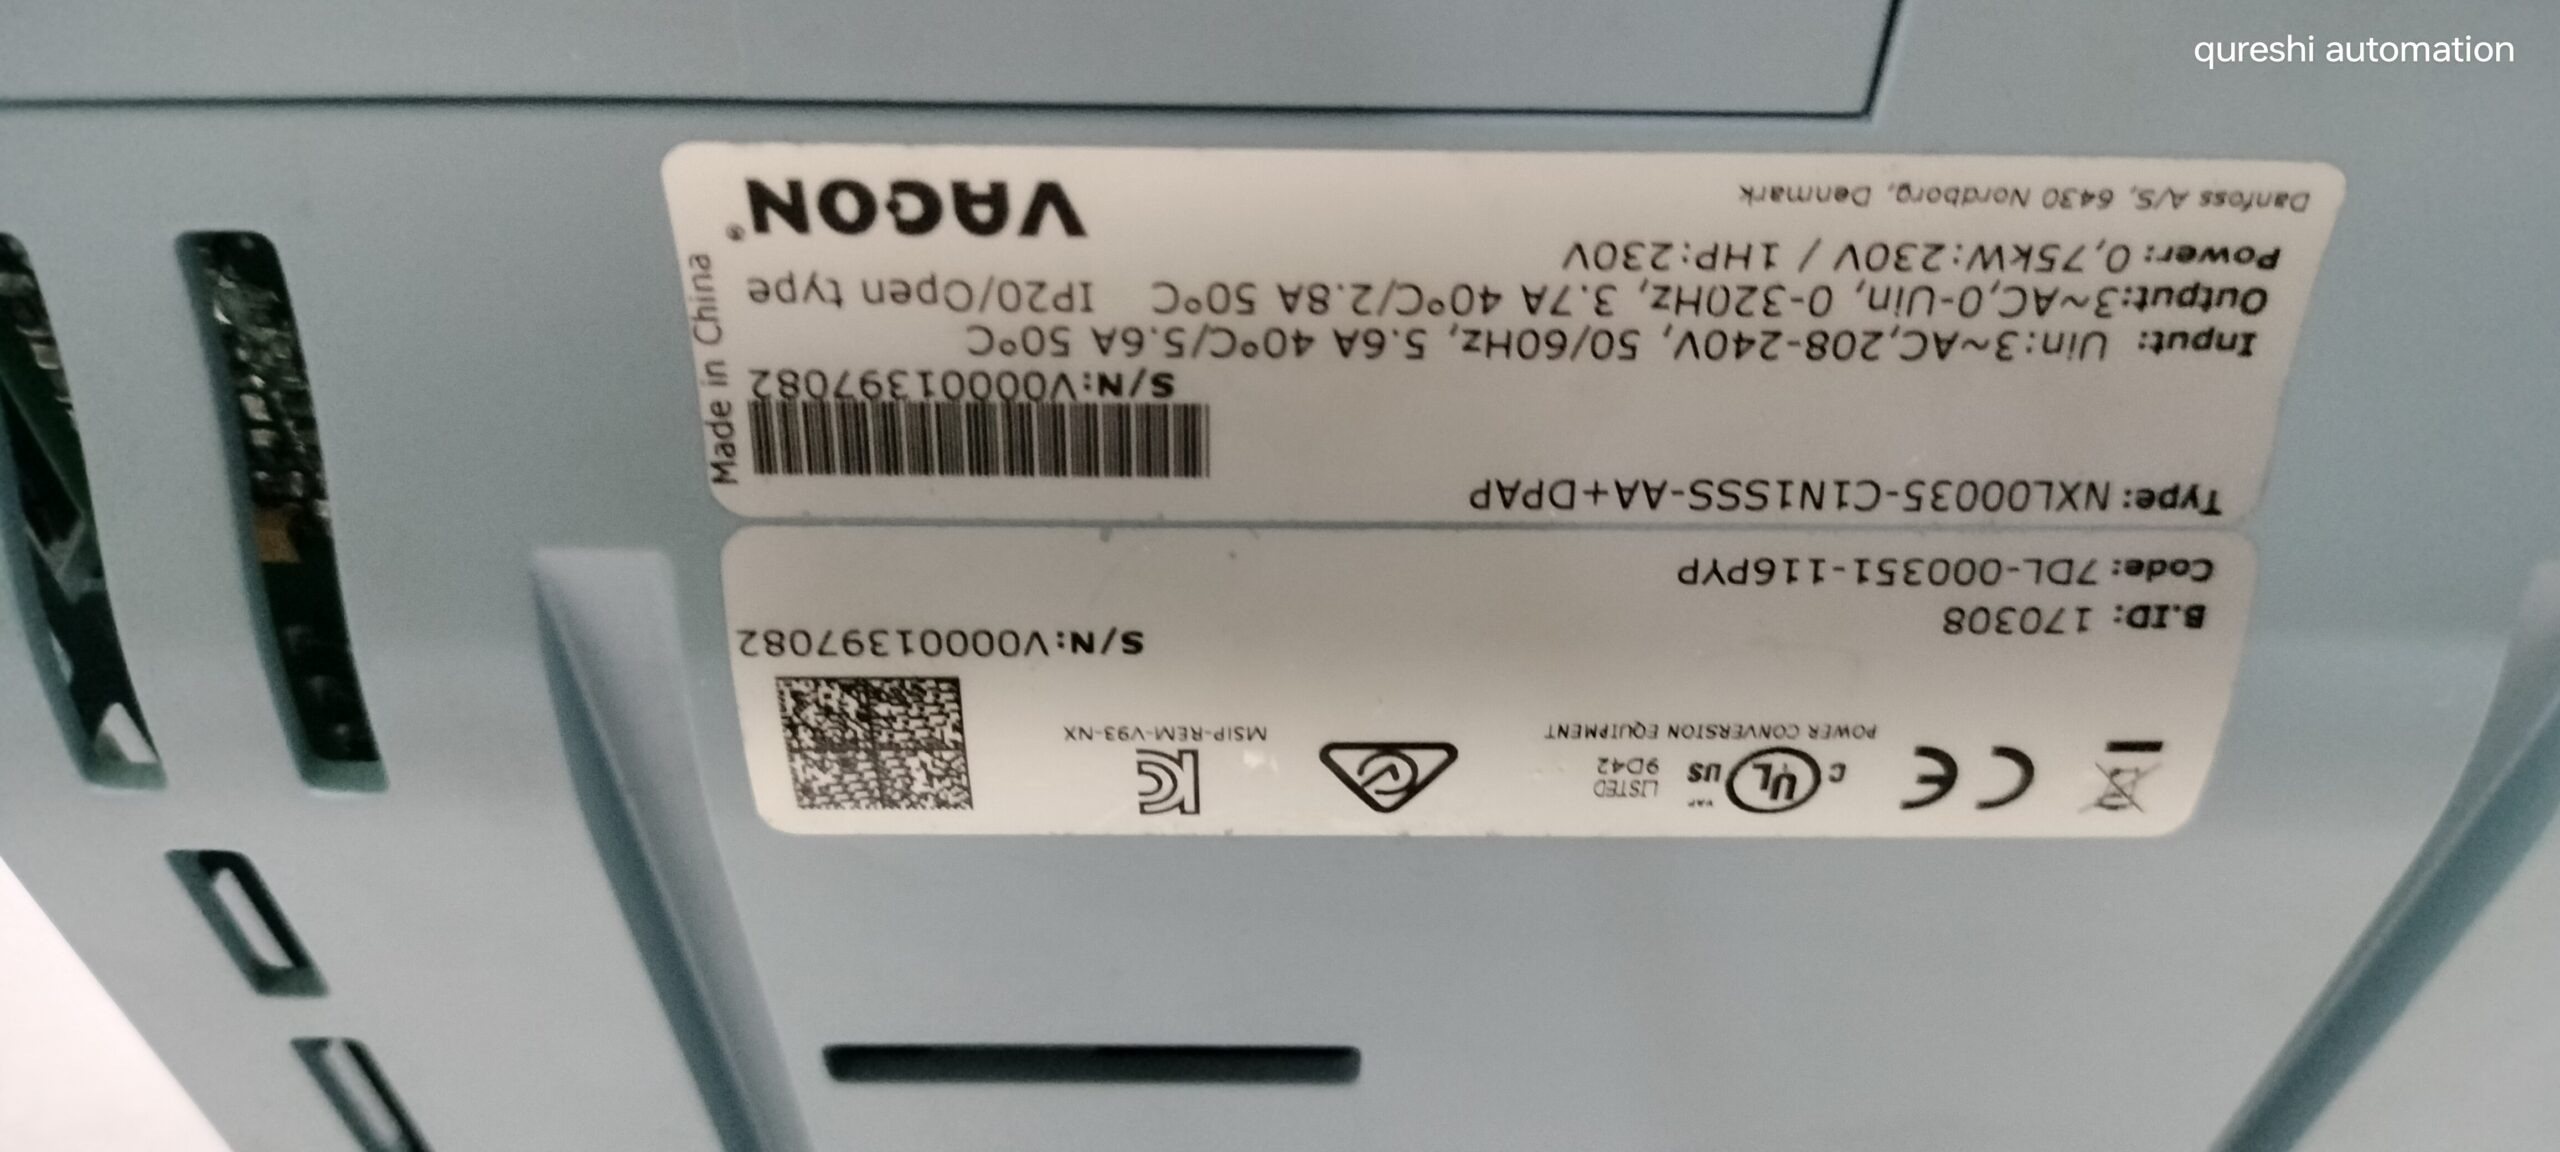 qureshi automation
Danfoss A/S, 6430 Nordborg, Denmark
VACON®
Power: 0,75kW:230V / 1HP:230V
Output:3~AC,0-Uin, 0-320Hz, 3.7A 40°C/2.8A 50°C IP20/Open type
Input: Uin:3~AC,208-240V, 50/60Hz, 5.6A 40°C/5.6A 50°C
S/N:V00001397082
Type: NXL00035-C1N1SSS-AA+DPAP
Made in China
Code: 7DL-000351-116PYP
B.ID: 170308
S/N:V00001397082
POWER CONVERSION EQUIPMENT
MSIP-REM-V93-NX
CE
C UL US
LISTED
9D42